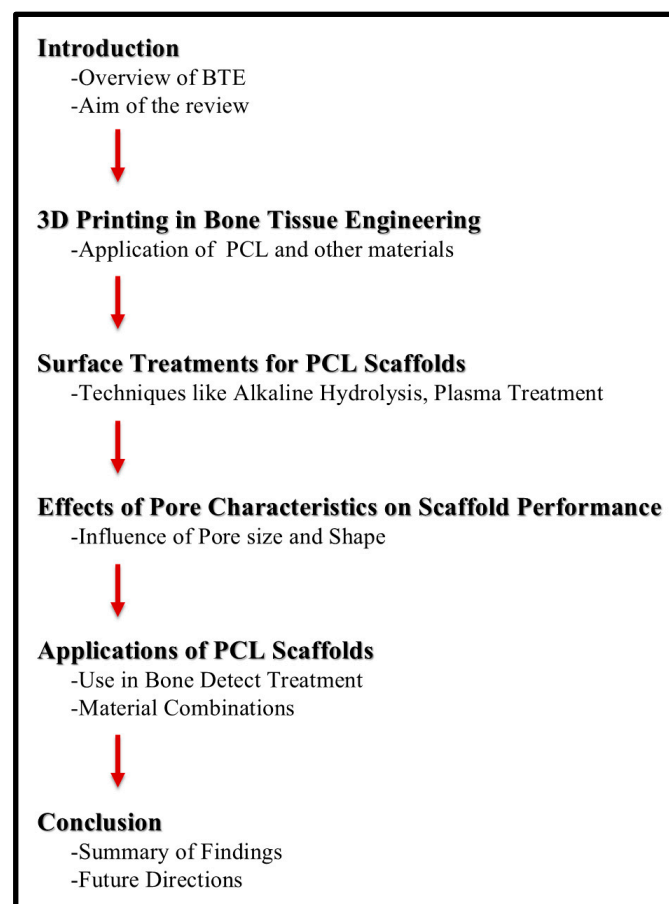 Introduction
-Overview of BTE
-Aim of the review
3D Printing in Bone Tissue Engineering
-Application of  PCL and other materials
Surface Treatments for PCL Scaffolds
-Techniques like Alkaline Hydrolysis, Plasma Treatment
Effects of Pore Characteristics on Scaffold Performance
-Influence of Pore size and Shape
Applications of PCL Scaffolds
-Use in Bone Detect Treatment
-Material Combinations
Conclusion
-Summary of Findings
-Future Directions